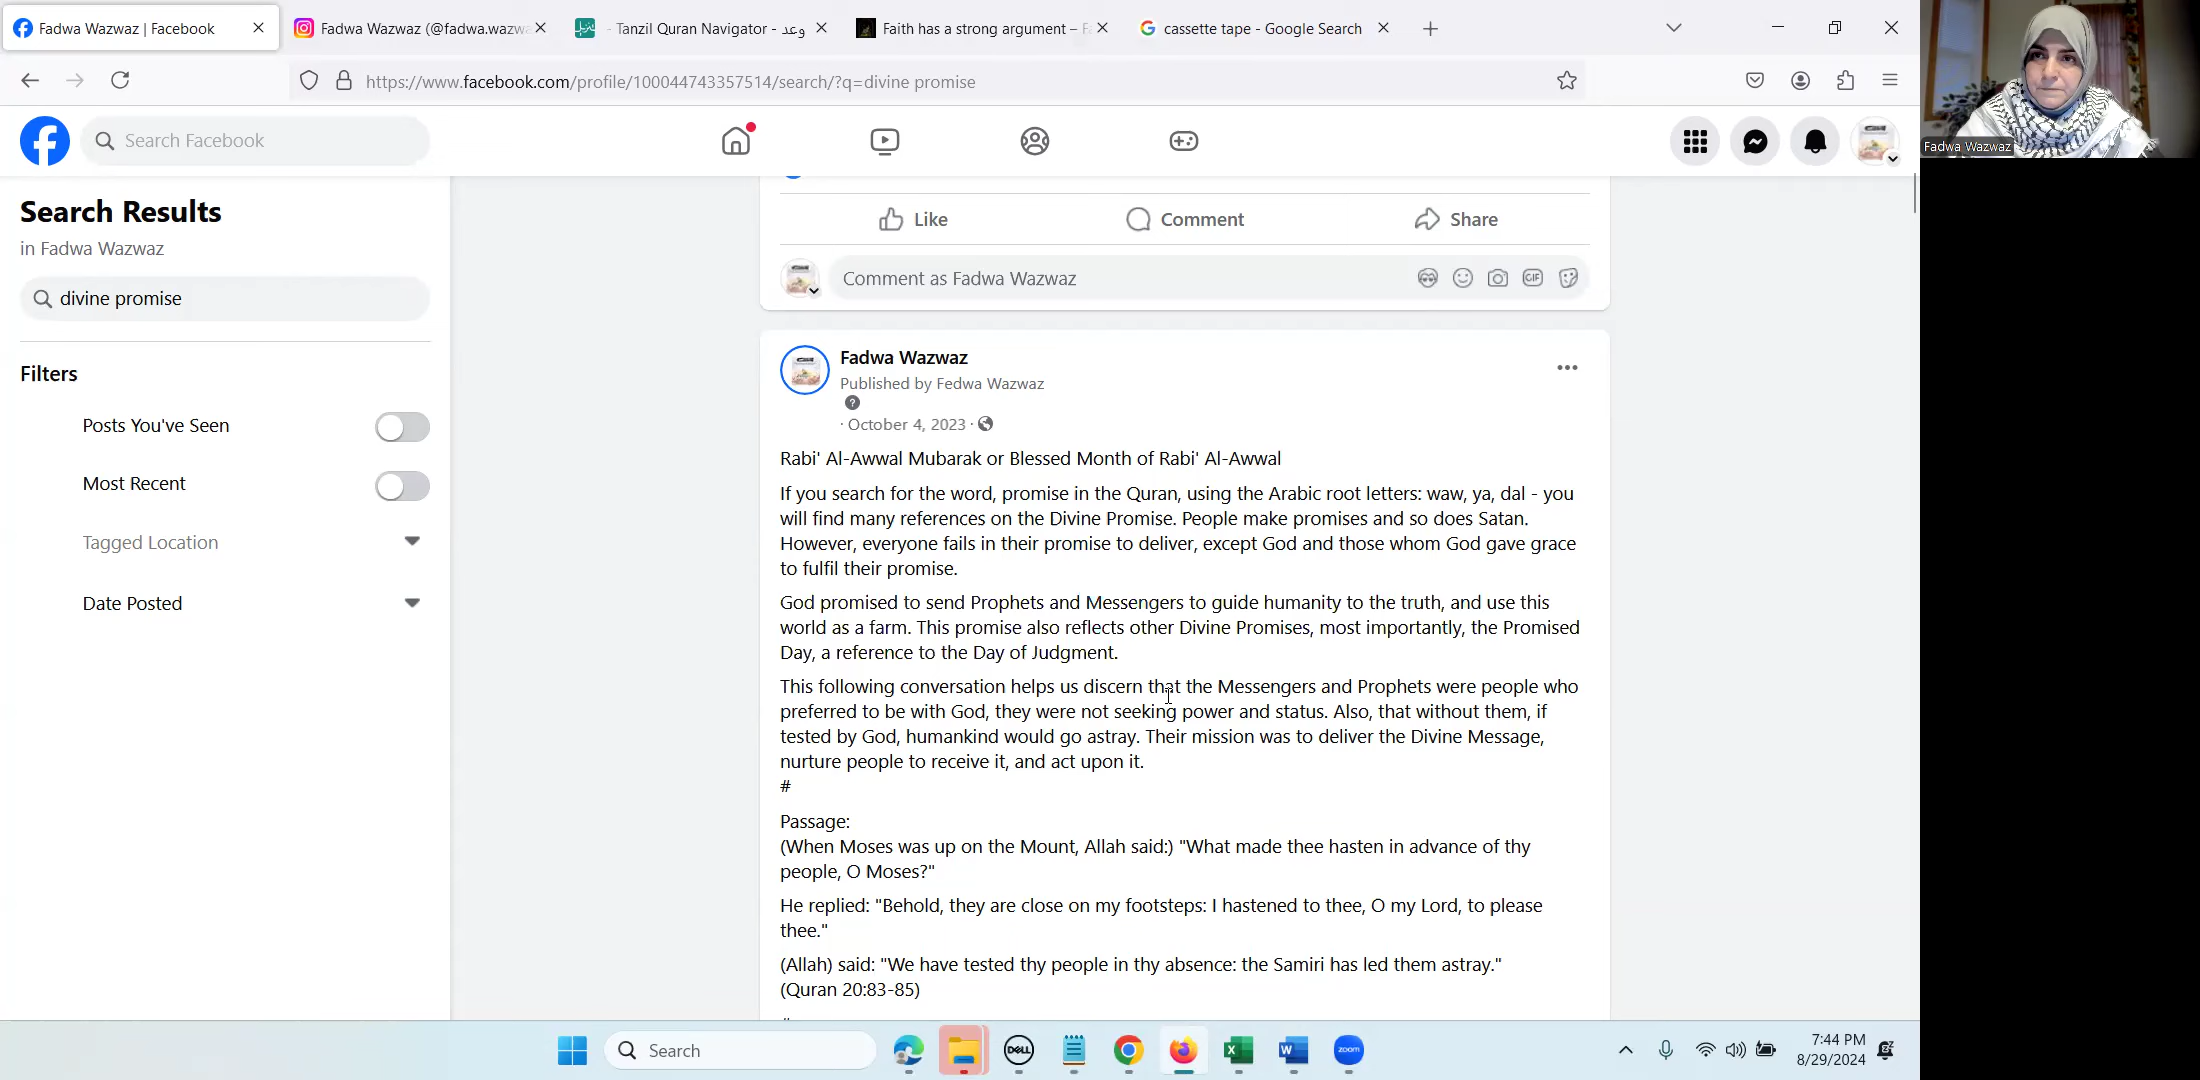 Fadwa Wazwaz | Facebook
Fadwa Wazwaz (@fadwa.wazwa
- Tanzil Quran Navigator - وعد
Faith has a strong argument –
cassette tape - Google Search
https://www.facebook.com/profile/100044743357514/search/?q=divine promise
Fadwa Wazwaz
Search Facebook
Search Results
in Fadwa Wazwaz
divine promise
Filters
Posts You've Seen
Most Recent
Tagged Location
Date Posted
Like
Comment
Share
Comment as Fadwa Wazwaz
GIF
Fadwa Wazwaz
Published by Fedwa Wazwaz
?
· October 4, 2023 ·
Rabi' Al-Awwal Mubarak or Blessed Month of Rabi' Al-Awwal
If you search for the word, promise in the Quran, using the Arabic root letters: waw, ya, dal - you
will find many references on the Divine Promise. People make promises and so does Satan.
However, everyone fails in their promise to deliver, except God and those whom God gave grace
to fulfil their promise.
God promised to send Prophets and Messengers to guide humanity to the truth, and use this
world as a farm. This promise also reflects other Divine Promises, most importantly, the Promised
Day, a reference to the Day of Judgment.
This following conversation helps us discern that the Messengers and Prophets were people who
preferred to be with God, they were not seeking power and status. Also, that without them, if
tested by God, humankind would go astray. Their mission was to deliver the Divine Message,
nurture people to receive it, and act upon it.
#
Passage:
(When Moses was up on the Mount, Allah said:) "What made thee hasten in advance of thy
people, O Moses?"
He replied: "Behold, they are close on my footsteps: I hastened to thee, O my Lord, to please
thee."
(Allah) said: "We have tested thy people in thy absence: the Samiri has led them astray."
(Quran 20:83-85)
Search
DELL
zoom
7:44 PM
8/29/2024